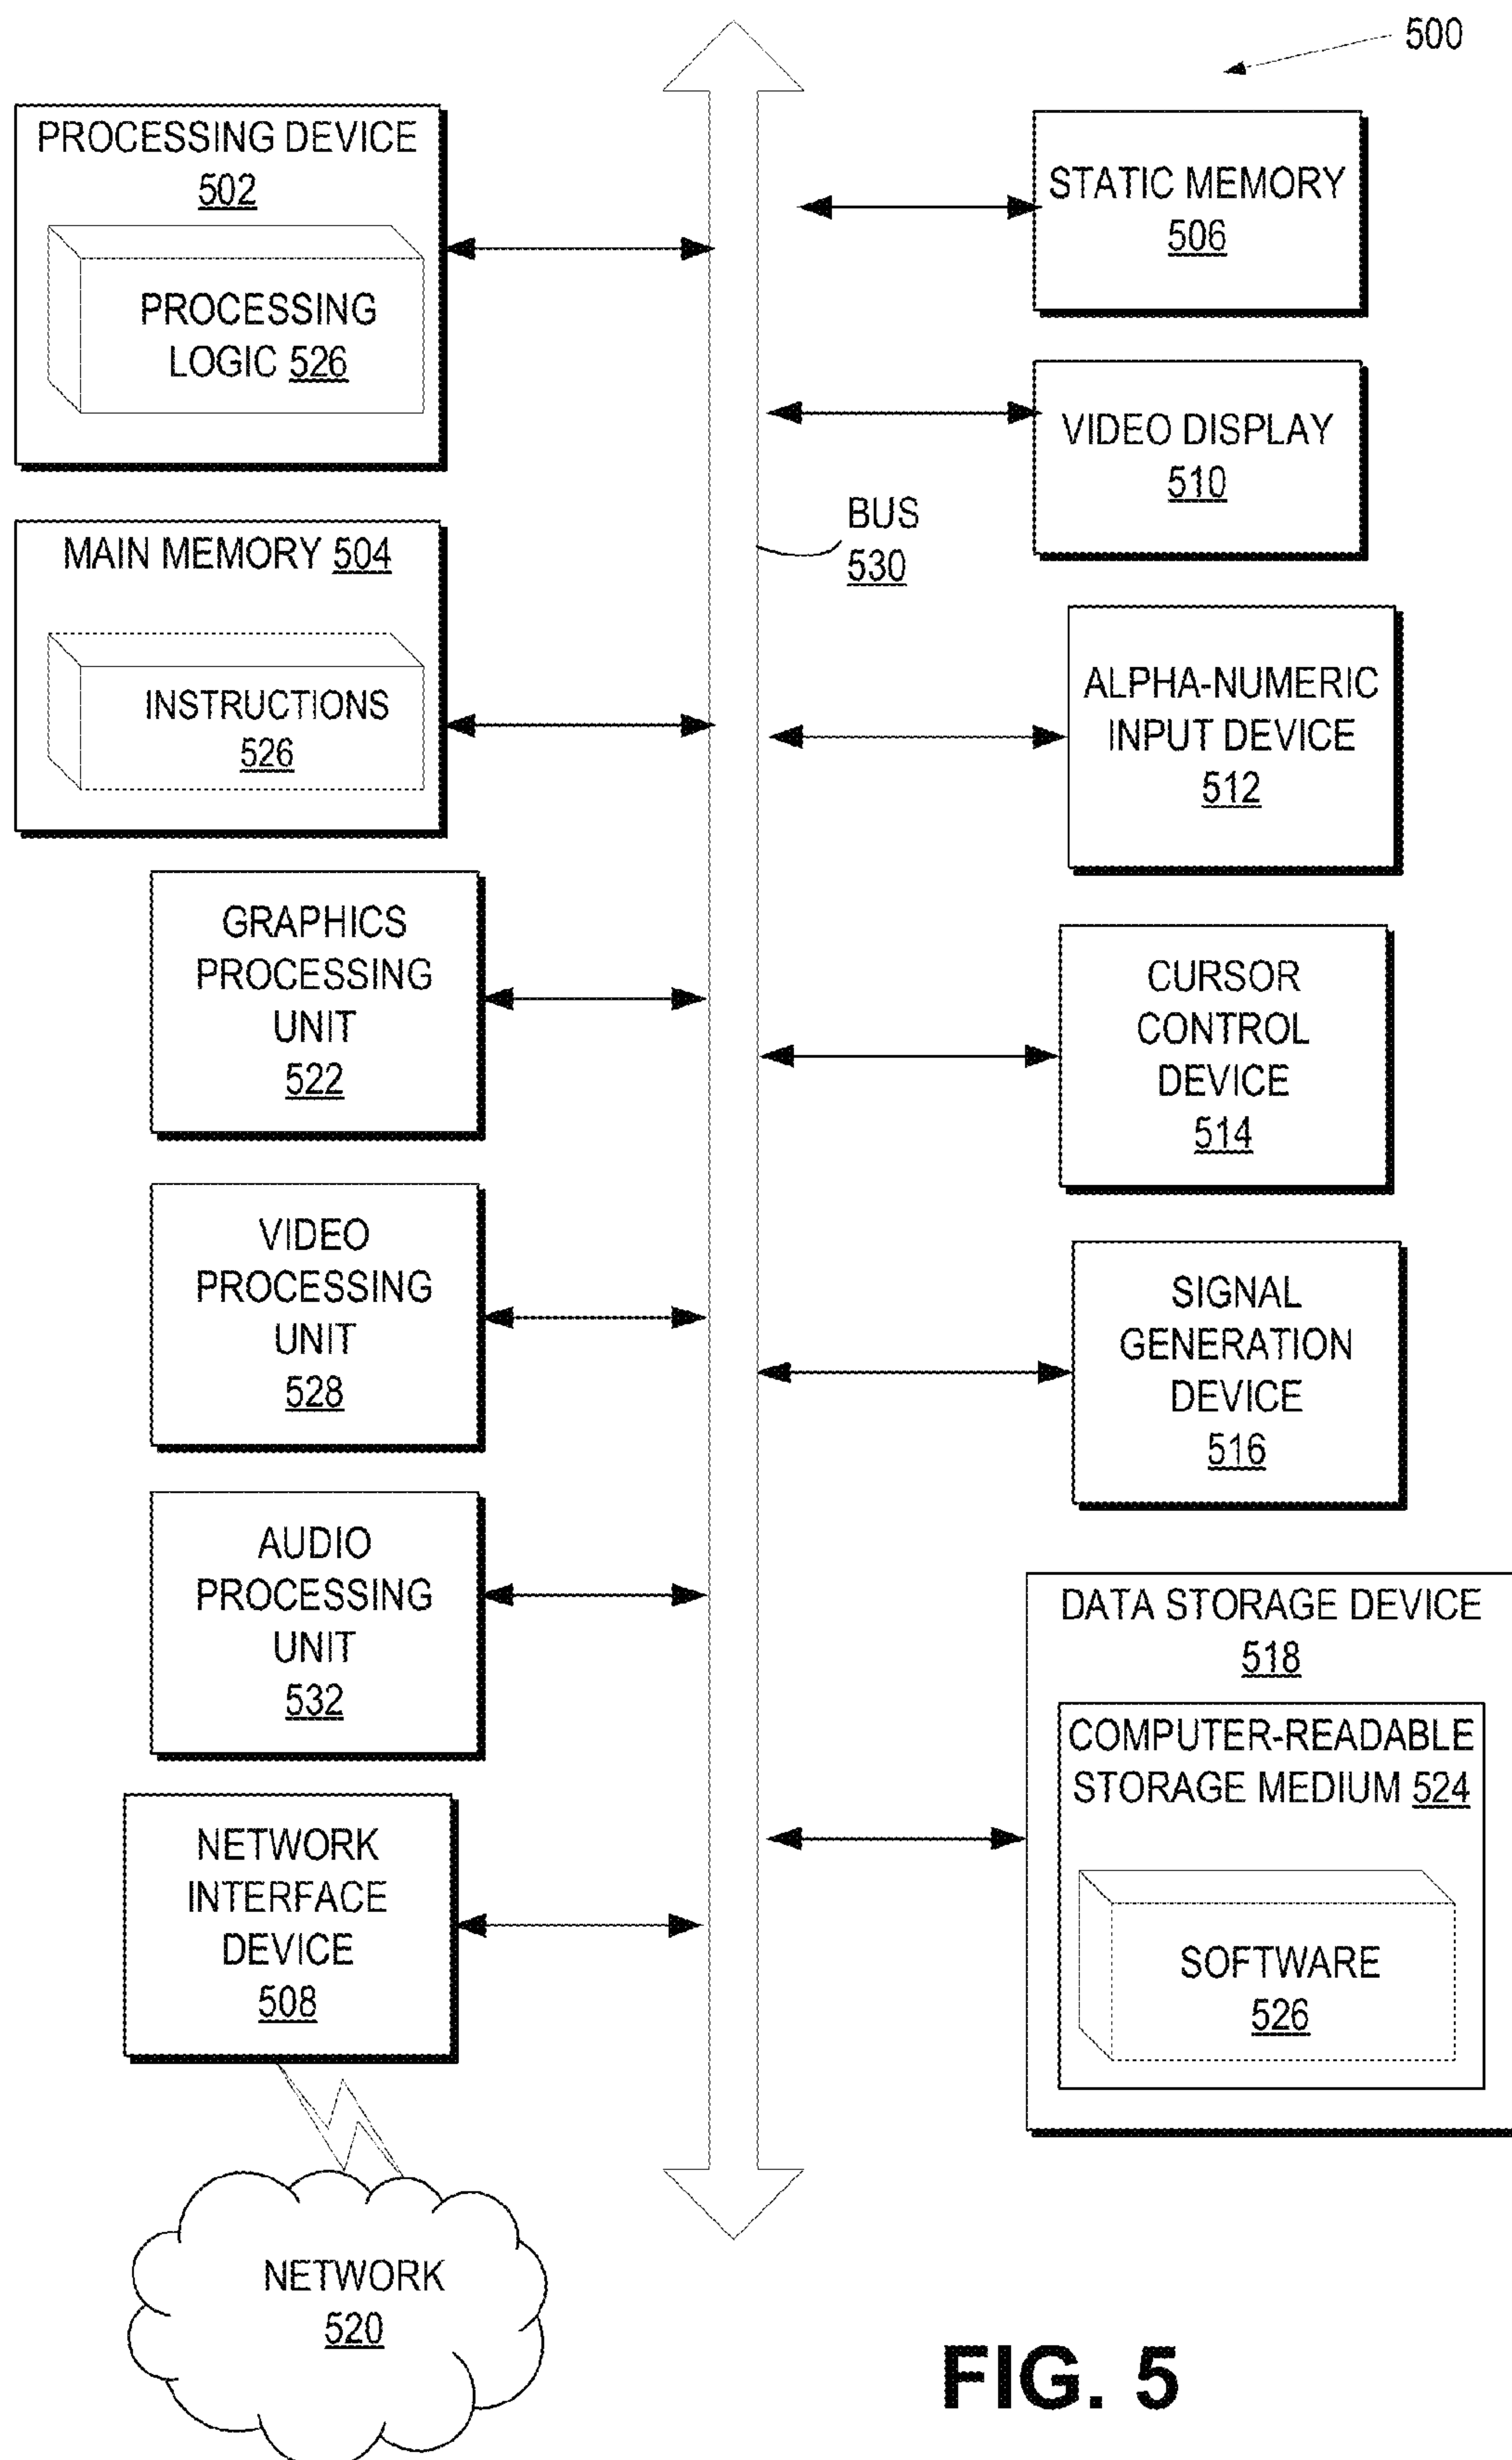 500
PROCESSING DEVICE
502
PROCESSING
LOGIC 526
STATIC MEMORY
506
VIDEO DISPLAY
510
BUS
530
MAIN MEMORY 504
INSTRUCTIONS
526
ALPHA-NUMERIC
INPUT DEVICE
512
GRAPHICS
PROCESSING
UNIT
522
CURSOR
CONTROL
DEVICE
514
VIDEO
PROCESSING
UNIT
528
SIGNAL
GENERATION
DEVICE
516
AUDIO
PROCESSING
UNIT
532
DATA STORAGE DEVICE
518
COMPUTER-READABLE
STORAGE MEDIUM 524
SOFTWARE
526
NETWORK
INTERFACE
DEVICE
508
NETWORK
520
FIG. 5